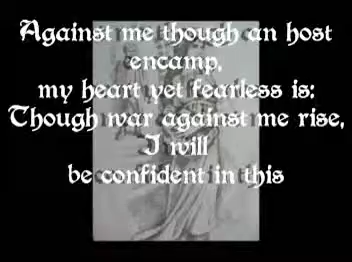 Against me though an host
encamp,
my heart yet fearless is:
Though war against me rise,
I will
be confident in this